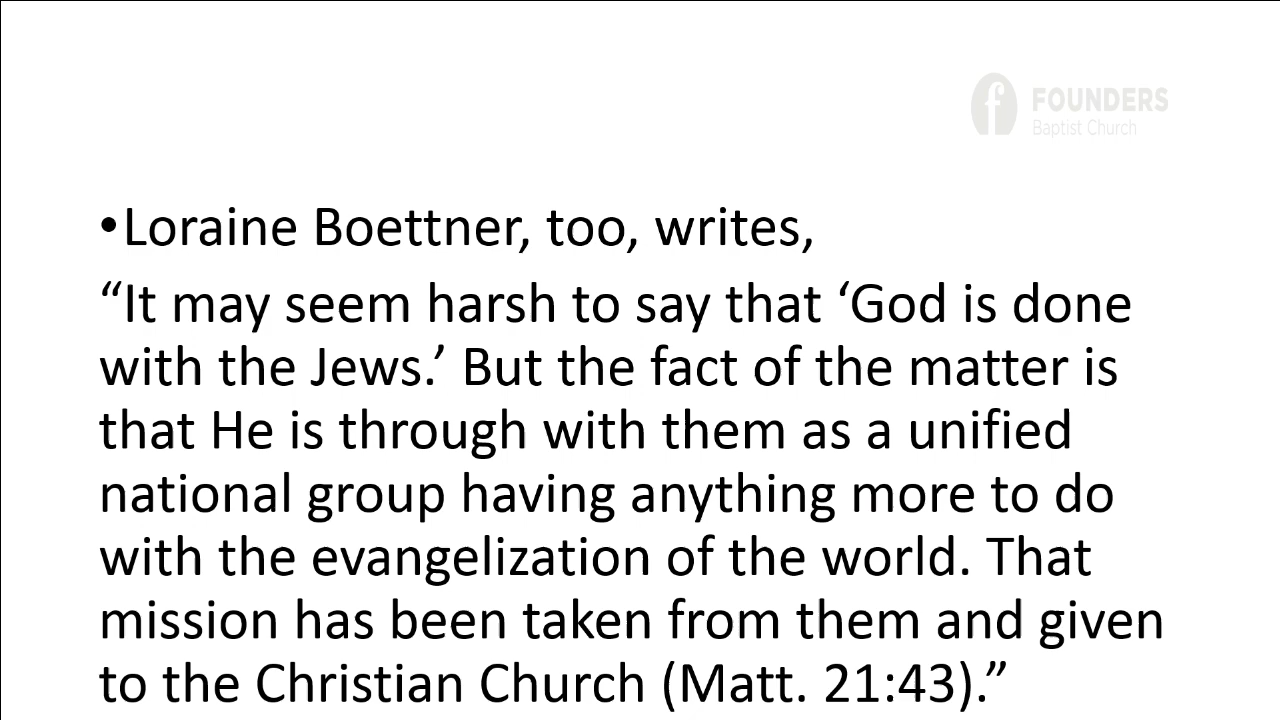 FOUNDERS
Baptist Church
•Loraine Boettner, too, writes,
“It may seem harsh to say that ‘God is done
with the Jews.’ But the fact of the matter is
that He is through with them as a unified
national group having anything more to do
with the evangelization of the world. That
mission has been taken from them and given
to the Christian Church (Matt. 21:43).”